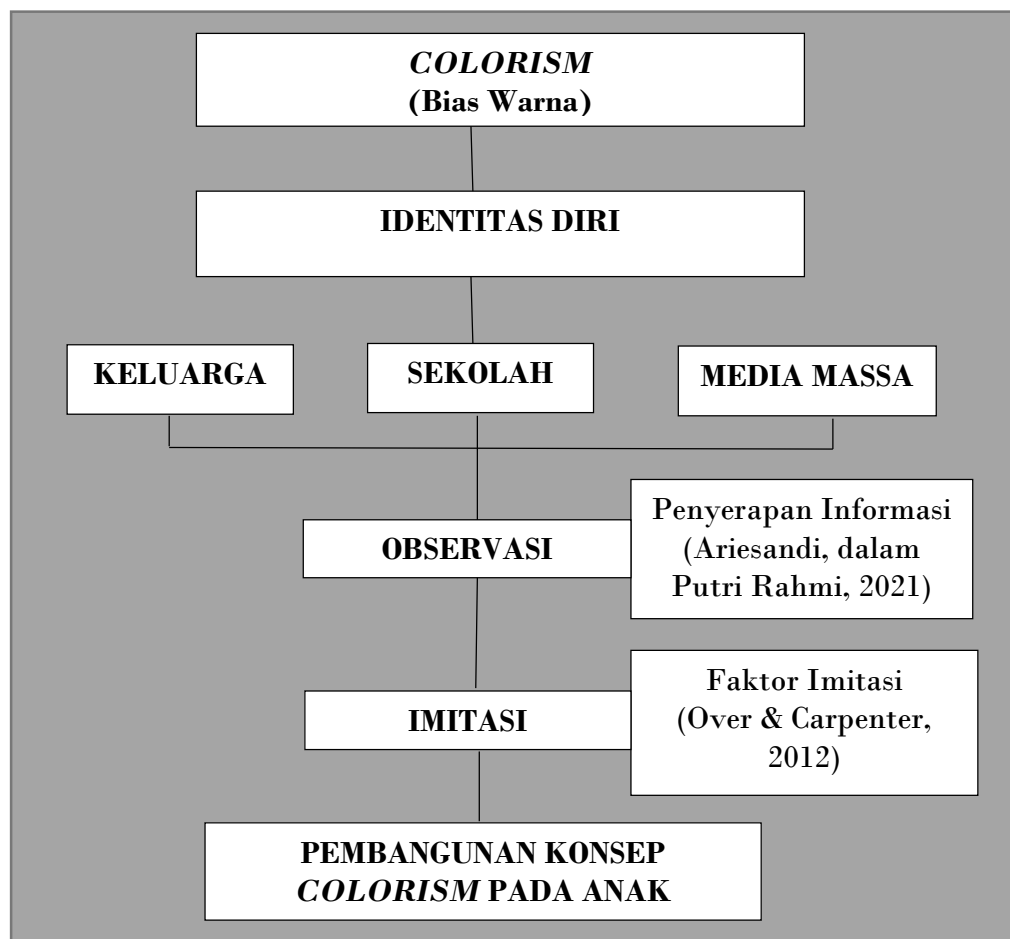 COLORISM
(Bias Warna)
IDENTITAS DIRI
KELUARGA
SEKOLAH
MEDIA MASSA
OBSERVASI
Penyerapan Informasi
(Ariesandi, dalam
Putri Rahmi, 2021)
IMITASI
Faktor Imitasi
(Over & Carpenter,
2012)
PEMBANGUNAN KONSEP
COLORISM PADA ANAK